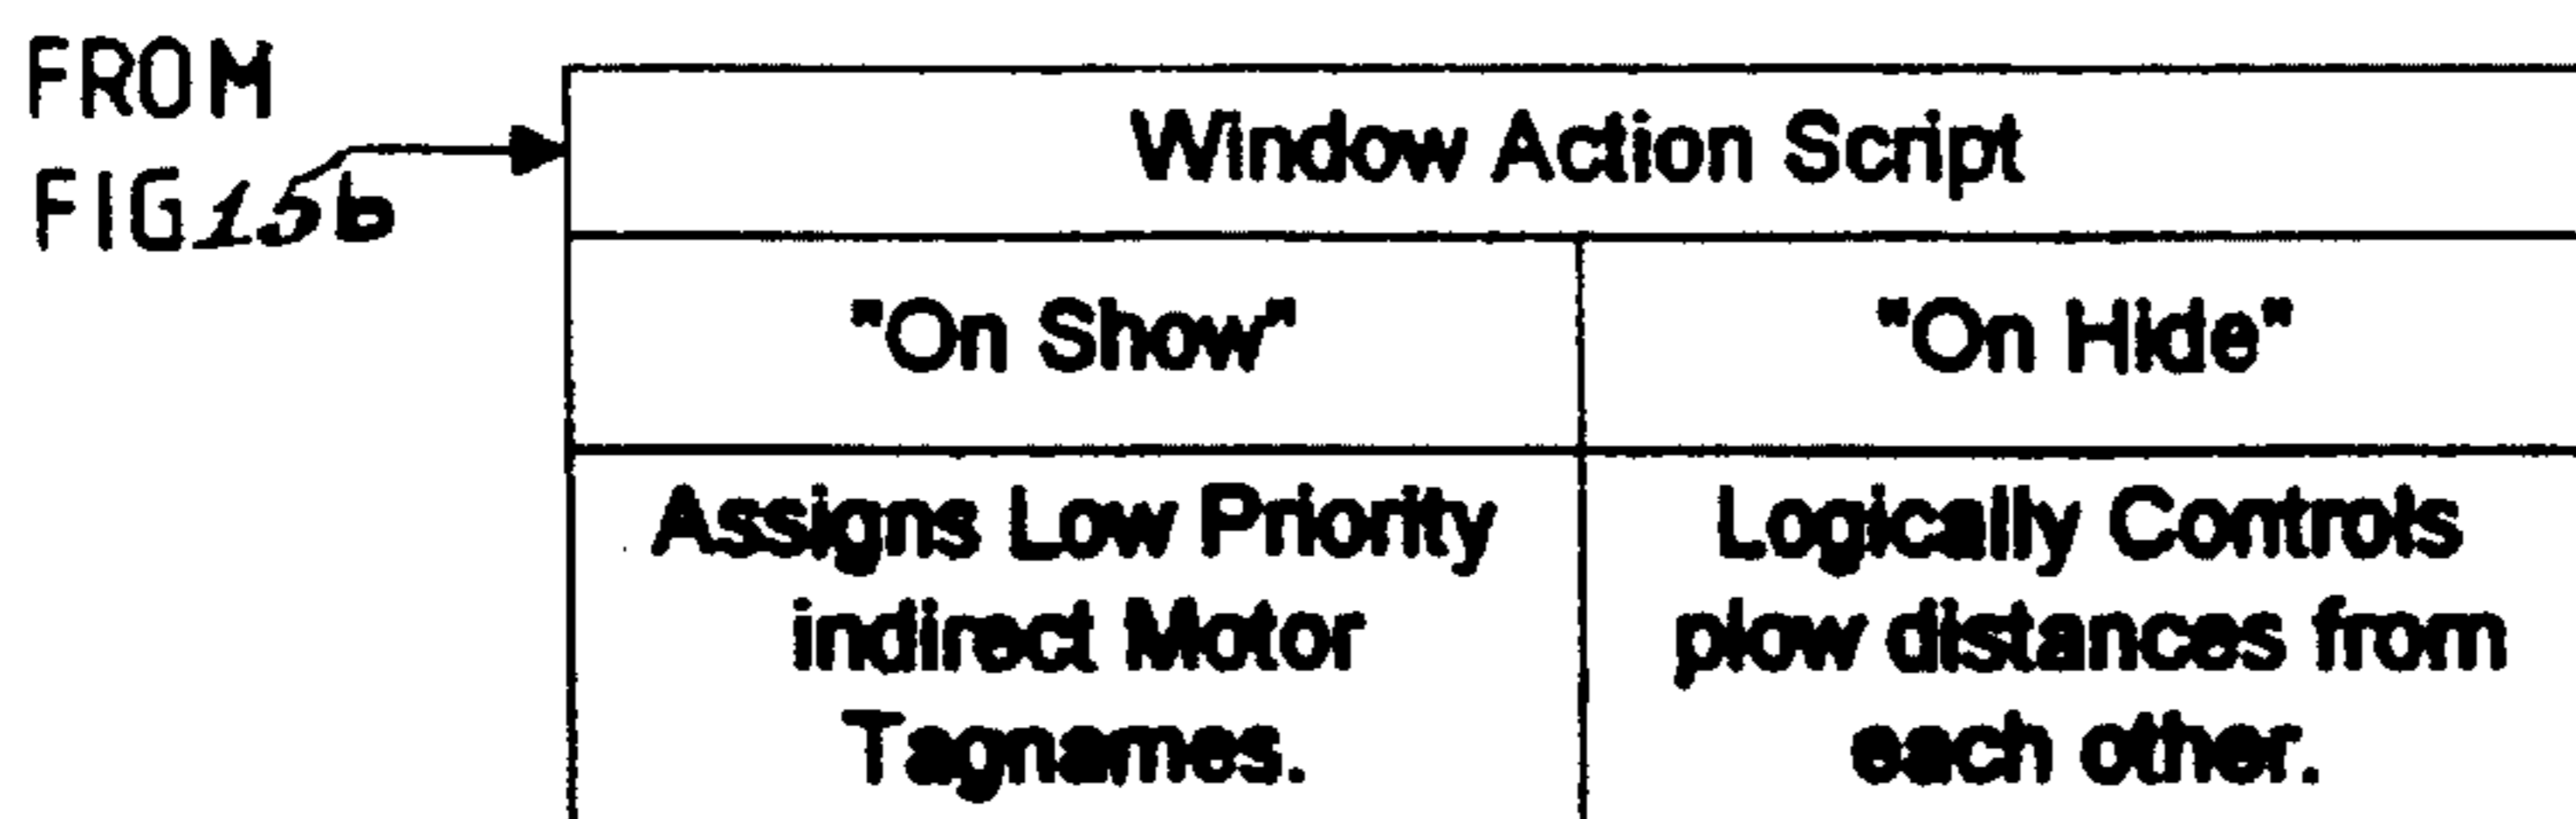 FROM
FIG 15b
Window Action Script
"On Show"
"On Hide"
Assigns Low Priority
indirect Motor
Tagnames.
Logically Controls
plow distances from
each other.